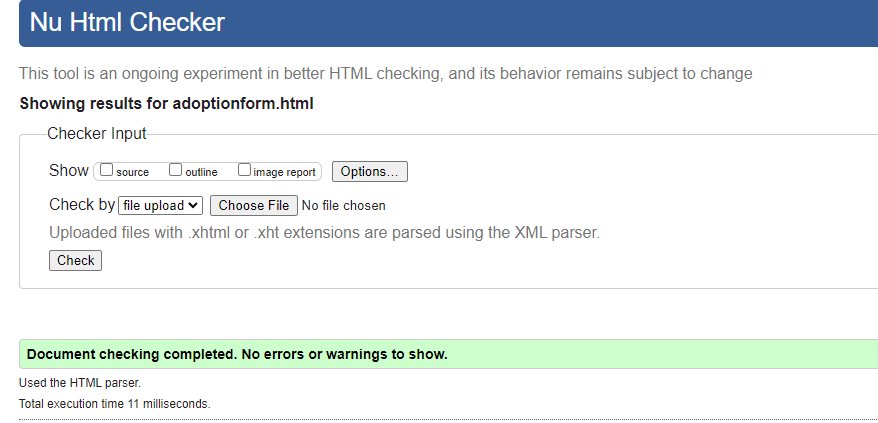 Nu Html Checker
This tool is an ongoing experiment in better HTML checking, and its behavior remains subject to change
Showing results for adoptionform.html
Checker Input
Show source outline image report Options...
Check by file upload Choose File No file chosen
Uploaded files with .xhtml or .xht extensions are parsed using the XML parser.
Check
Document checking completed. No errors or warnings to show.
Used the HTML parser.
Total execution time 11 milliseconds.